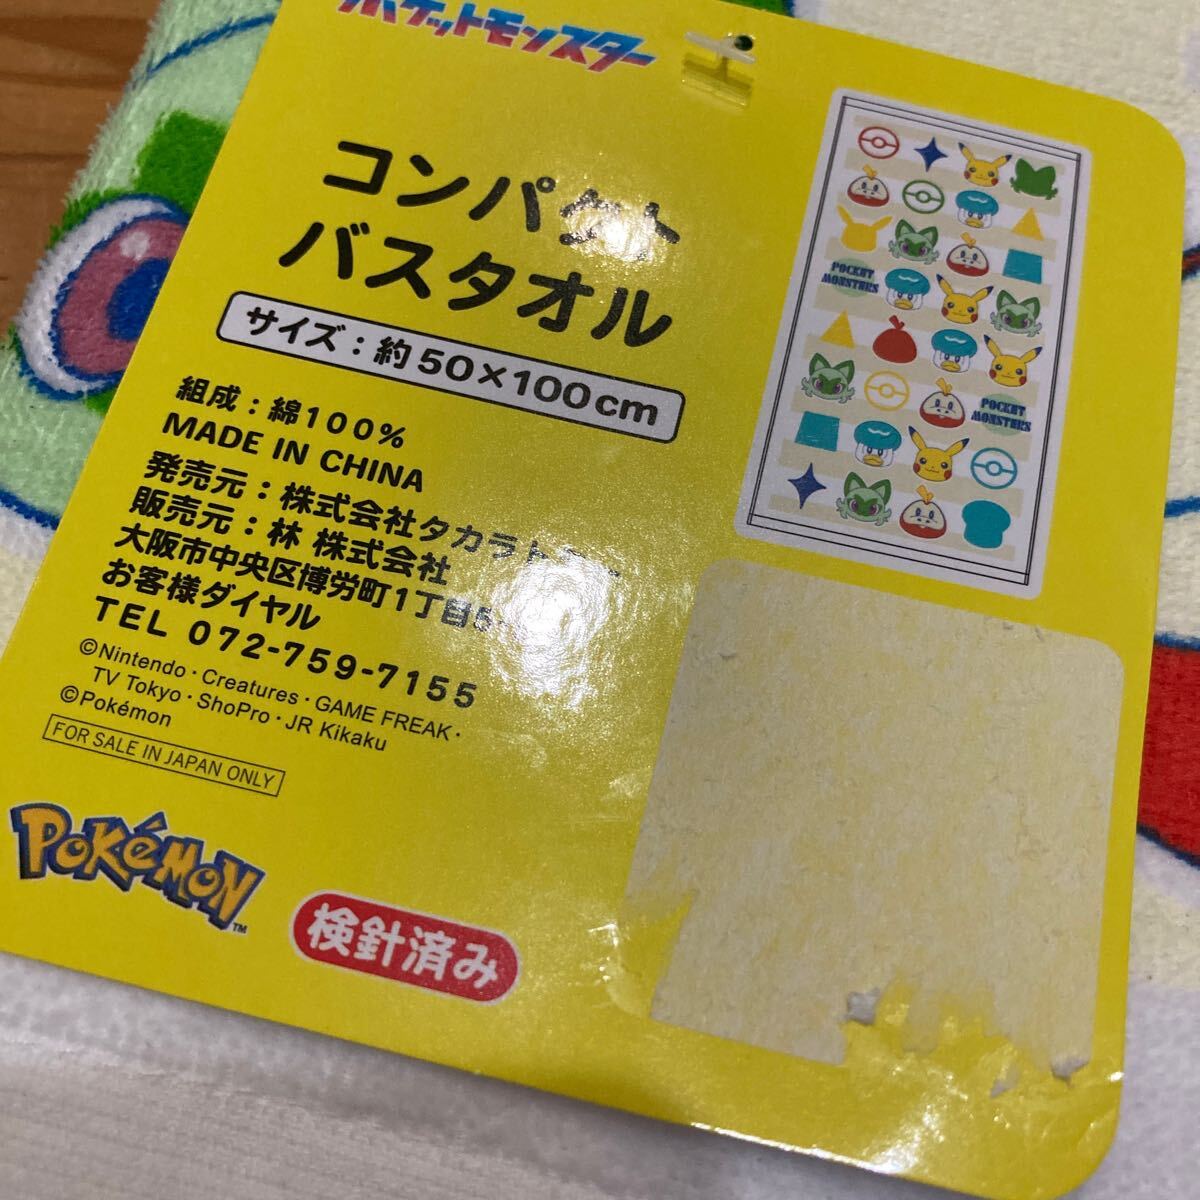 ポケットモンスター
コンパクト
バスタオル
サイズ：約50×100cm
組成：綿100%
MADE IN CHINA
発売元：株式会社タカラト
販売元：林 株式会社
大阪市中央区博労町1丁目5-
お客様ダイヤル
TEL 072-759-7155
©Nintendo・Creatures・GAME FREAK・
TV Tokyo・ShoPro・JR Kikaku
©Pokémon
FOR SALE IN JAPAN ONLY
POKéMON™
検針済み
POCKET
MONSTERS
POCKET
MONSTERS